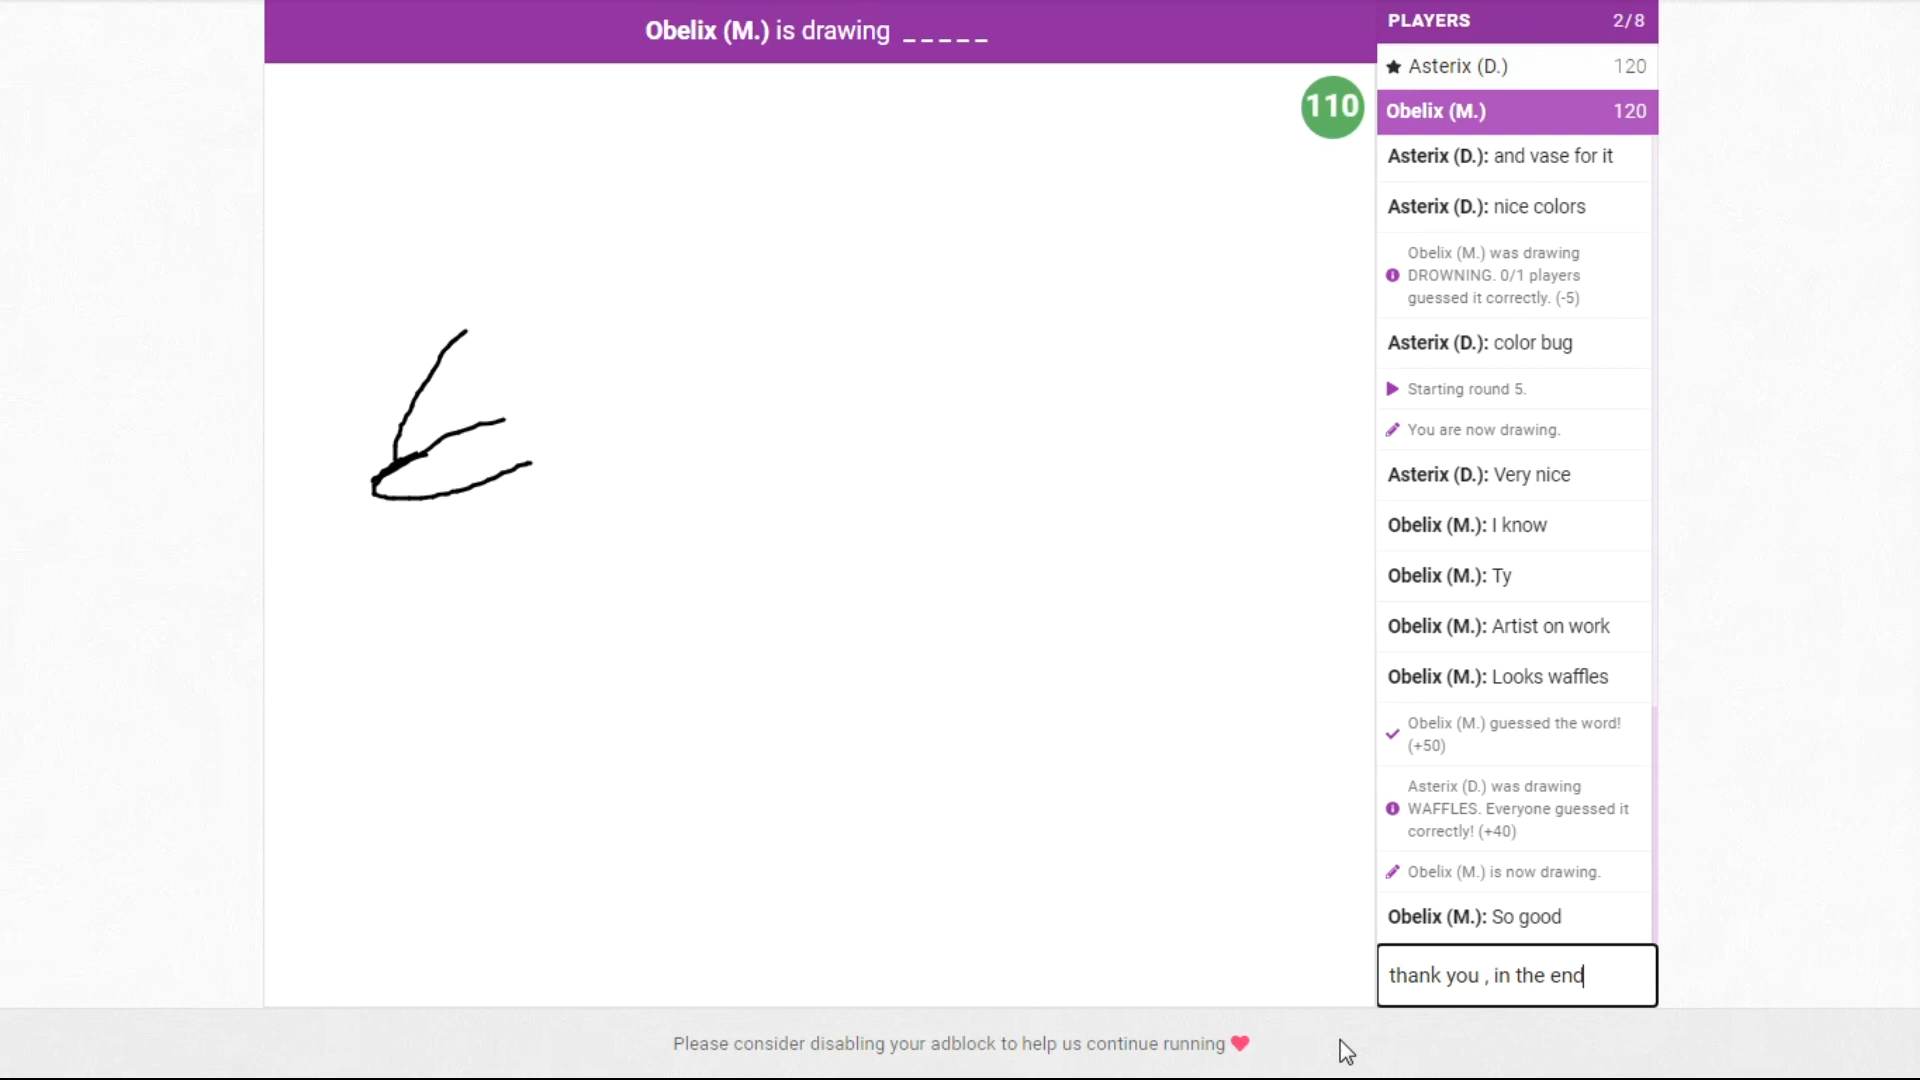 Obelix (M.) is drawing _ _ _ _ _
110
PLAYERS 2/8
★ Asterix (D.) 120
Obelix (M.) 120
Asterix (D.): and vase for it
Asterix (D.): nice colors
Obelix (M.) was drawing
DROWNING. 0/1 players
guessed it correctly. (-5)
Asterix (D.): color bug
Starting round 5.
You are now drawing.
Asterix (D.): Very nice
Obelix (M.): I know
Obelix (M.): Ty
Obelix (M.): Artist on work
Obelix (M.): Looks waffles
Obelix (M.) guessed the word!
(+50)
Asterix (D.) was drawing
WAFFLES. Everyone guessed it
correctly! (+40)
Obelix (M.) is now drawing.
Obelix (M.): So good
thank you , in the end
Please consider disabling your adblock to help us continue running ❤